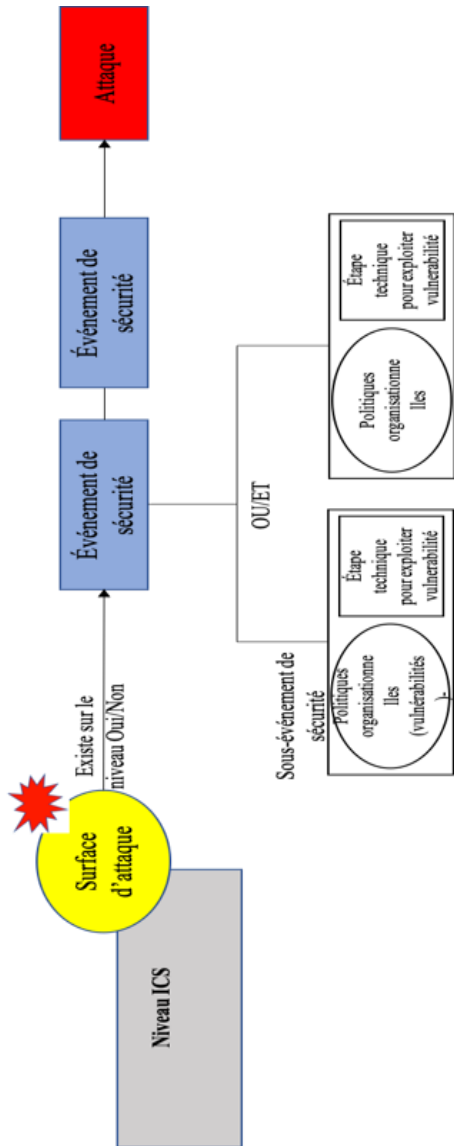 Niveau ICS
Surface
d'attaque
Existe sur le
niveau Oui/Non
Événement de
sécurité
Événement de
sécurité
Attaque
OU/ET
Sous-événement de
sécurité
Politiques
organisationne
lles
(vulnérabilités
)-
Étape
technique
pour exploiter
vulnérabilité
Politiques
organisationne
lles
Étape
technique
pour exploiter
vulnerabilité